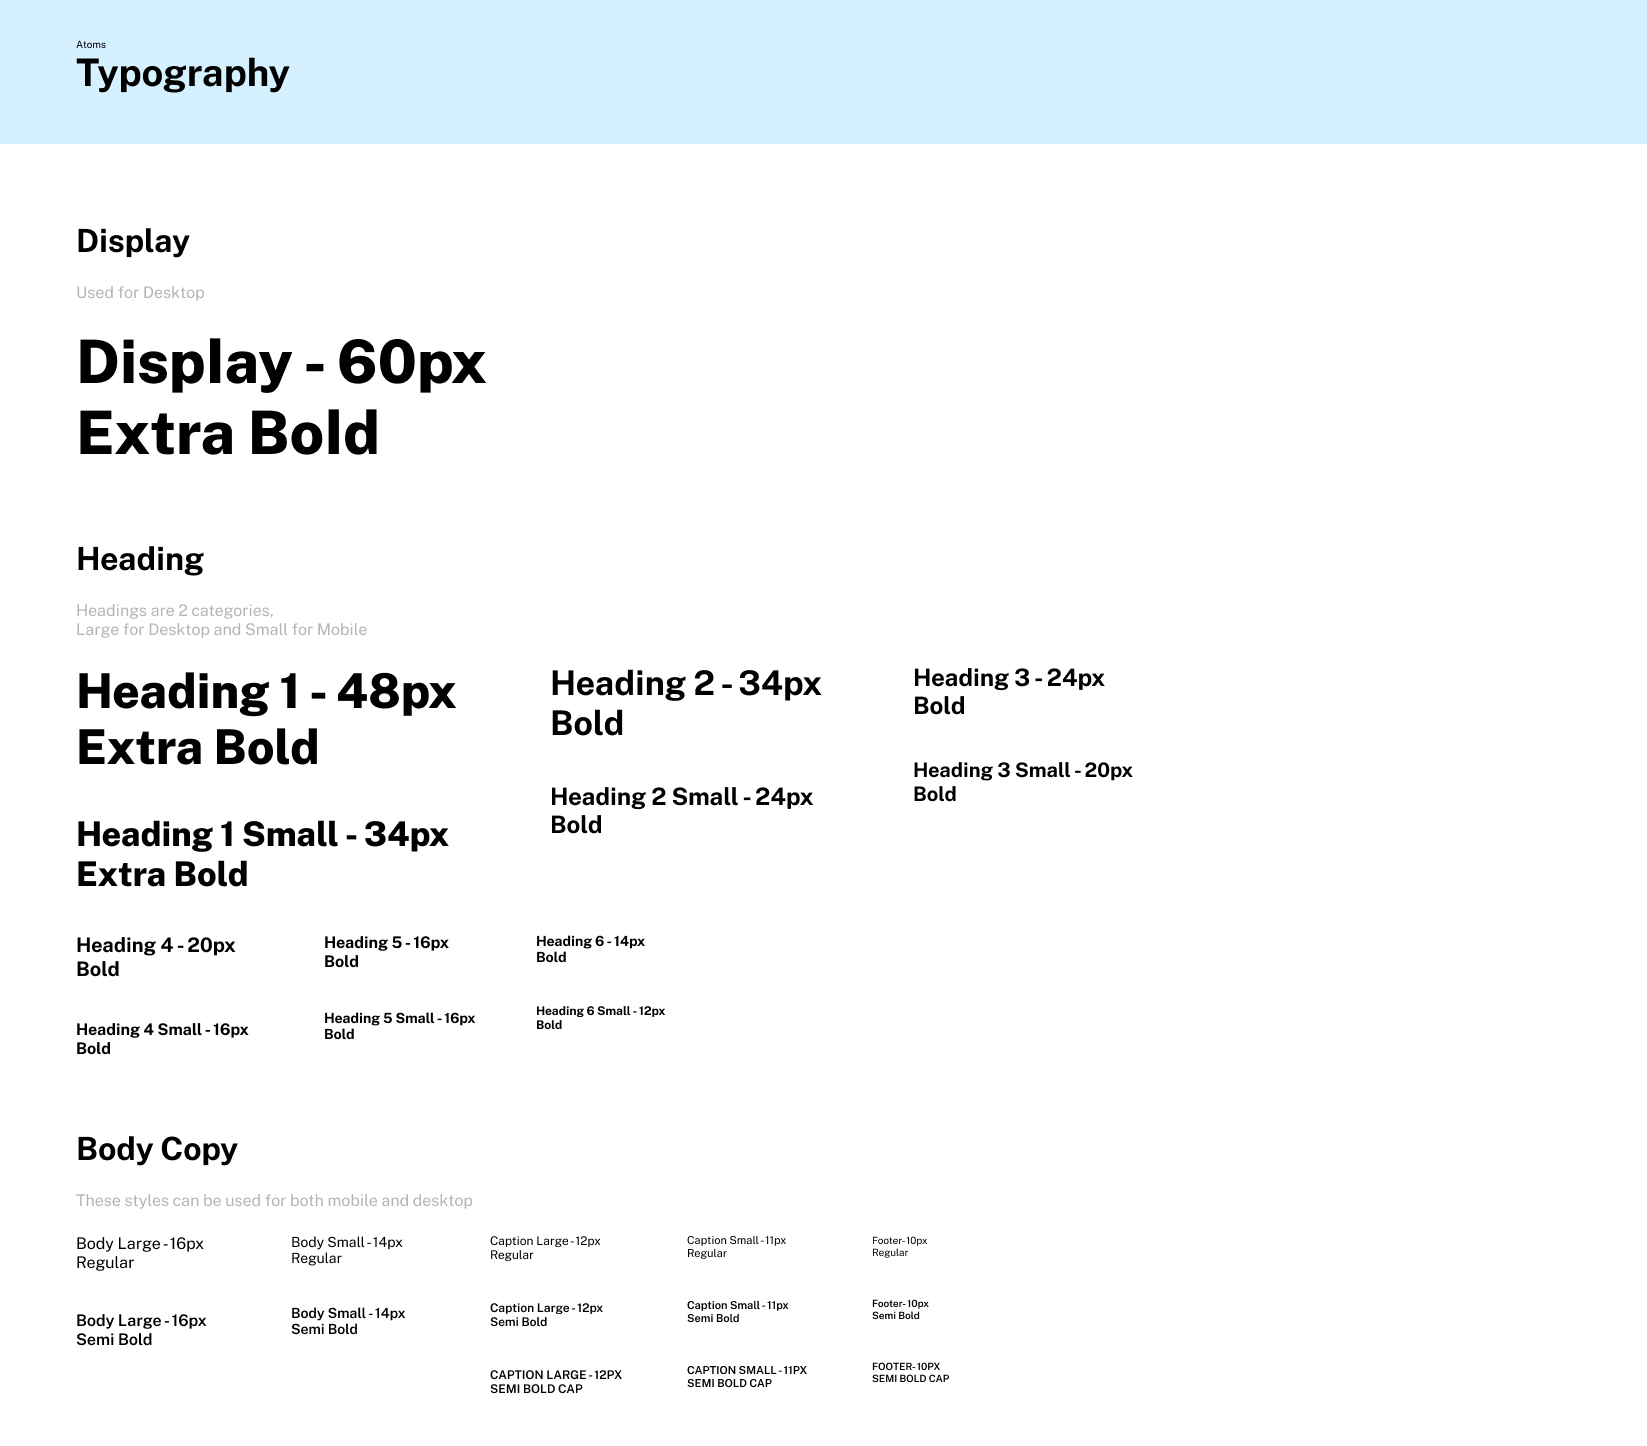 Atoms
Typography
Display
Used for Desktop
Display - 60px
Extra Bold
Heading
Headings are 2 categories,
Large for Desktop and Small for Mobile
Heading 1 - 48px
Extra Bold
Heading 1 Small - 34px
Extra Bold
Heading 2 - 34px
Bold
Heading 2 Small - 24px
Bold
Heading 3 - 24px
Bold
Heading 3 Small - 20px
Bold
Heading 4 - 20px
Bold
Heading 4 Small - 16px
Bold
Heading 5 - 16px
Bold
Heading 5 Small - 16px
Bold
Heading 6 - 14px
Bold
Heading 6 Small - 12px
Bold
Body Copy
These styles can be used for both mobile and desktop
Body Large - 16px
Regular
Body Large - 16px
Semi Bold
Body Small - 14px
Regular
Body Small - 14px
Semi Bold
Caption Large - 12px
Regular
Caption Large - 12px
Semi Bold
CAPTION LARGE - 12PX
SEMI BOLD CAP
Caption Small - 11px
Regular
Caption Small - 11px
Semi Bold
CAPTION SMALL - 11PX
SEMI BOLD CAP
Footer- 10px
Regular
Footer- 10px
Semi Bold
FOOTER- 10PX
SEMI BOLD CAP